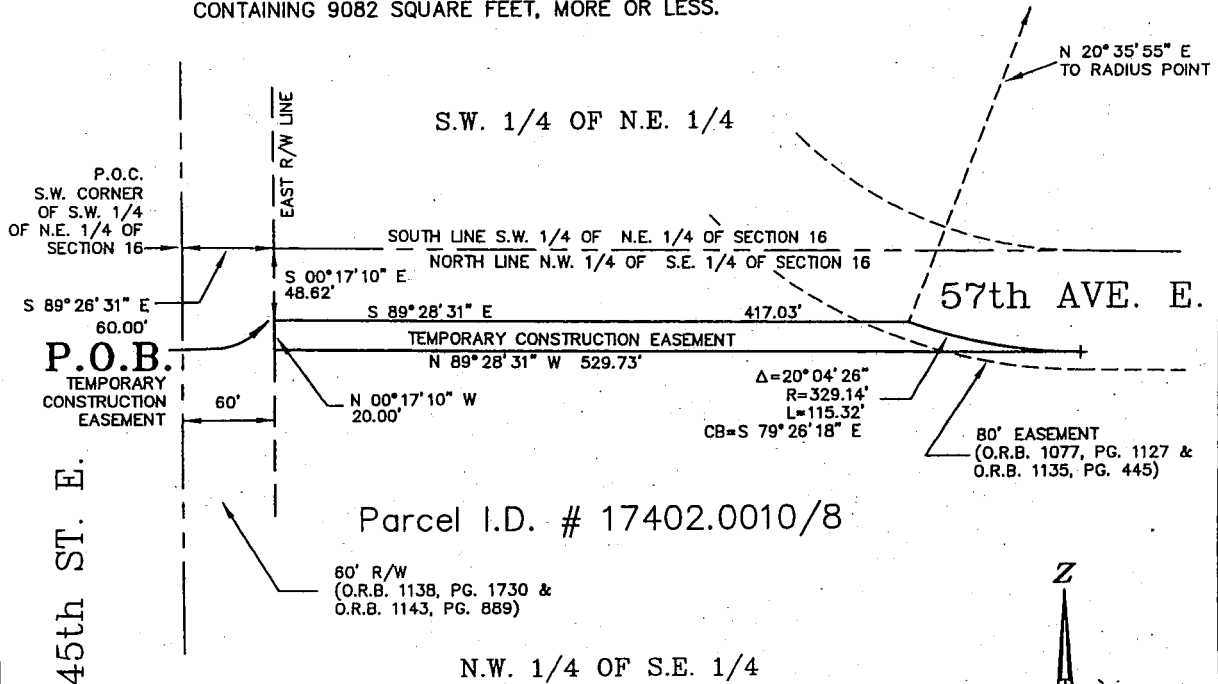 CONTAINING 9082 SQUARE FEET, MORE OR LESS.
N 20°35'55" E
TO RADIUS POINT
EAST R/W LINE
S.W. 1/4 OF N.E. 1/4
P.O.C.
S.W. CORNER
OF S.W. 1/4
OF N.E. 1/4 OF
SECTION 16
SOUTH LINE S.W. 1/4 OF N.E. 1/4 OF SECTION 16
NORTH LINE N.W. 1/4 OF S.E. 1/4 OF SECTION 16
S 00°17'10" E
48.62'
S 89°26'31" E
60.00'
57th AVE. E.
S 89°28'31" E
417.03'
TEMPORARY CONSTRUCTION EASEMENT
N 89°28'31" W 529.73'
P.O.B.
TEMPORARY
CONSTRUCTION
EASEMENT
60'
N 00°17'10" W
20.00'
Δ=20°04'26"
R=329.14'
L=115.32'
CB=S 79°26'18" E
80' EASEMENT
(O.R.B. 1077, PG. 1127 &
O.R.B. 1135, PG. 445)
45th ST. E.
Parcel I.D. # 17402.0010/8
60' R/W
(O.R.B. 1138, PG. 1730 &
O.R.B. 1143, PG. 889)
N.W. 1/4 OF S.E. 1/4
Z